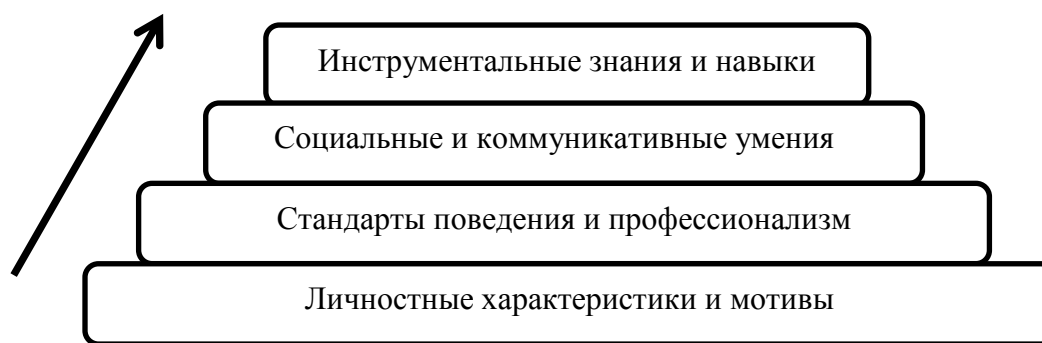 Инструментальные знания и навыки
Социальные и коммуникативные умения
Стандарты поведения и профессионализм
Личностные характеристики и мотивы